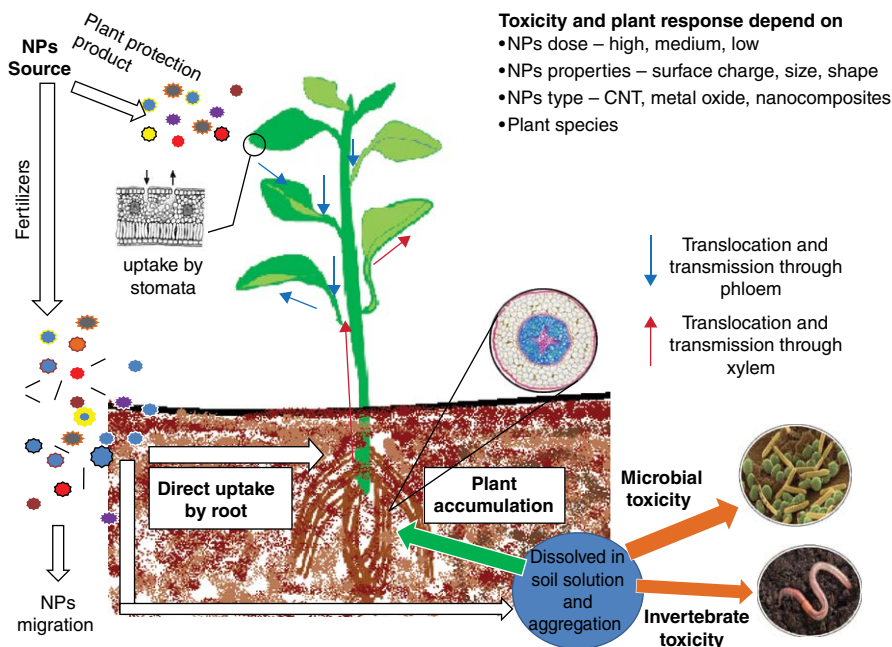 Toxicity and plant response depend on
•NPs dose – high, medium, low
•NPs properties – surface charge, size, shape
•NPs type – CNT, metal oxide, nanocomposites
•Plant species
NPs
Source
Plant protection
product
Fertilizers
uptake by
stomata
Translocation and
transmission through
phloem
Translocation and
transmission through
xylem
Direct uptake
by root
Plant
accumulation
Microbial
toxicity
Dissolved in
soil solution
and
aggregation
Invertebrate
toxicity
NPs
migration